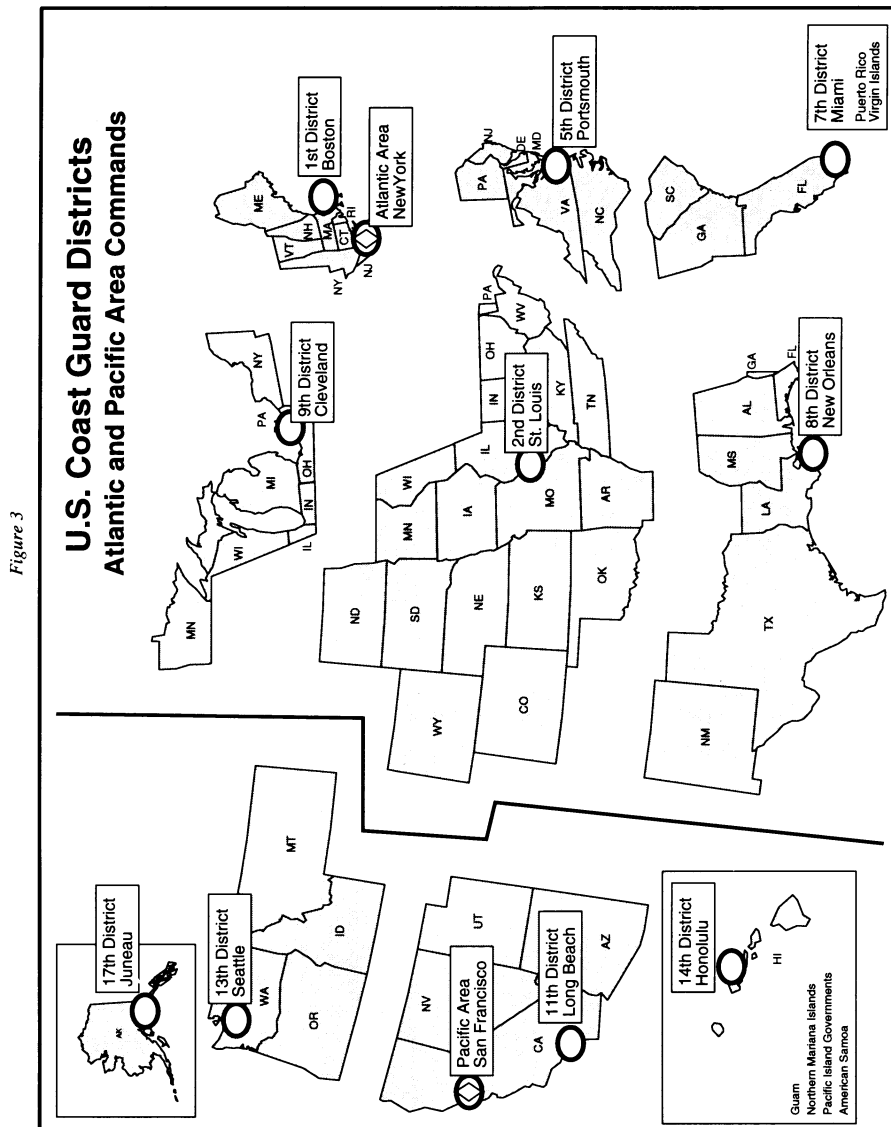 Figure 3
U.S. Coast Guard Districts
Atlantic and Pacific Area Commands
17th District
Juneau
AK
13th District
Seattle
WA
MT
OR
ID
Pacific Area
San Francisco
NV
UT
CA
AZ
11th District
Long Beach
14th District
Honolulu
HI
Guam
Northern Mariana Islands
Pacific Island Governments
American Samoa
MN
WI
MI
IL
IN
OH
PA
NY
9th District
Cleveland
ND
MN
WI
SD
WY
IA
NE
IL
IN
OH
PA
WV
2nd District
St. Louis
CO
KS
MO
KY
OK
AR
TN
NM
TX
LA
MS
AL
GA
FL
8th District
New Orleans
ME
VT
NH
MA
NY
CT
RI
NJ
1st District
Boston
Atlantic Area
NewYork
PA
NJ
DE
MD
VA
NC
5th District
Portsmouth
SC
GA
FL
7th District
Miami
Puerto Rico
Virgin Islands